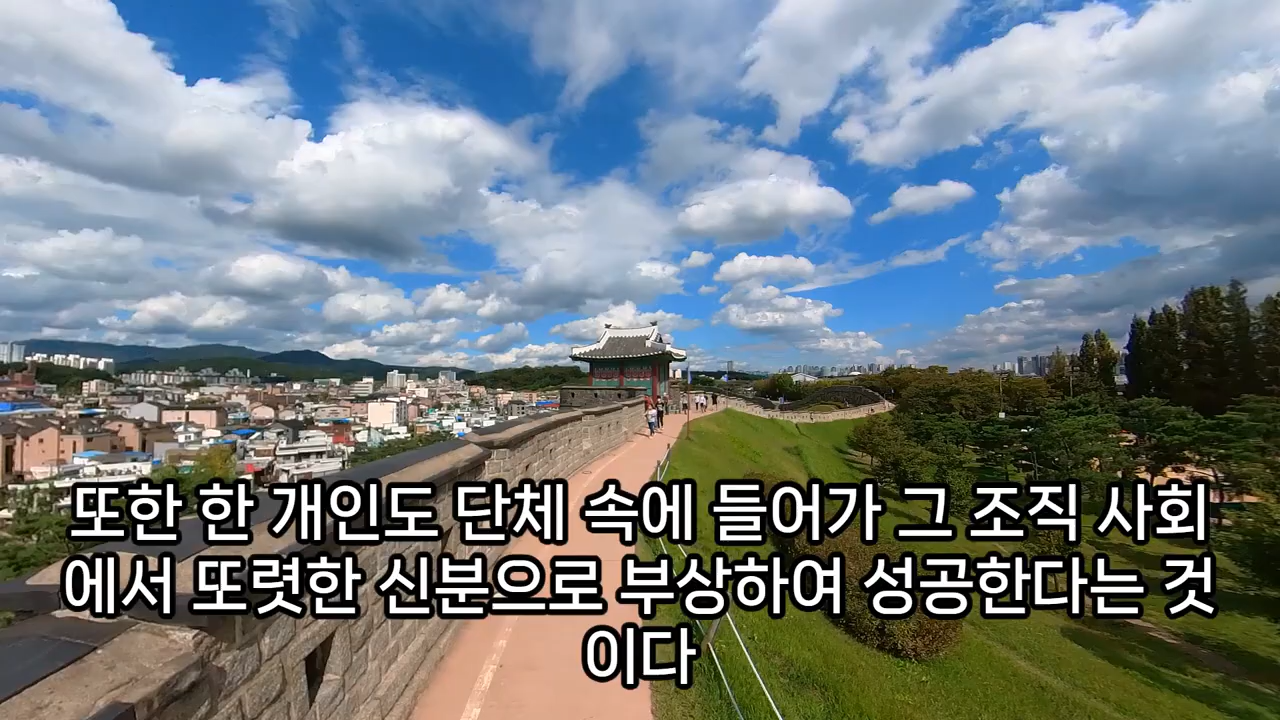 또한 한 개인도 단체 속에 들어가 그 조직 사회
에서 또렷한 신분으로 부상하여 성공한다는 것
이다